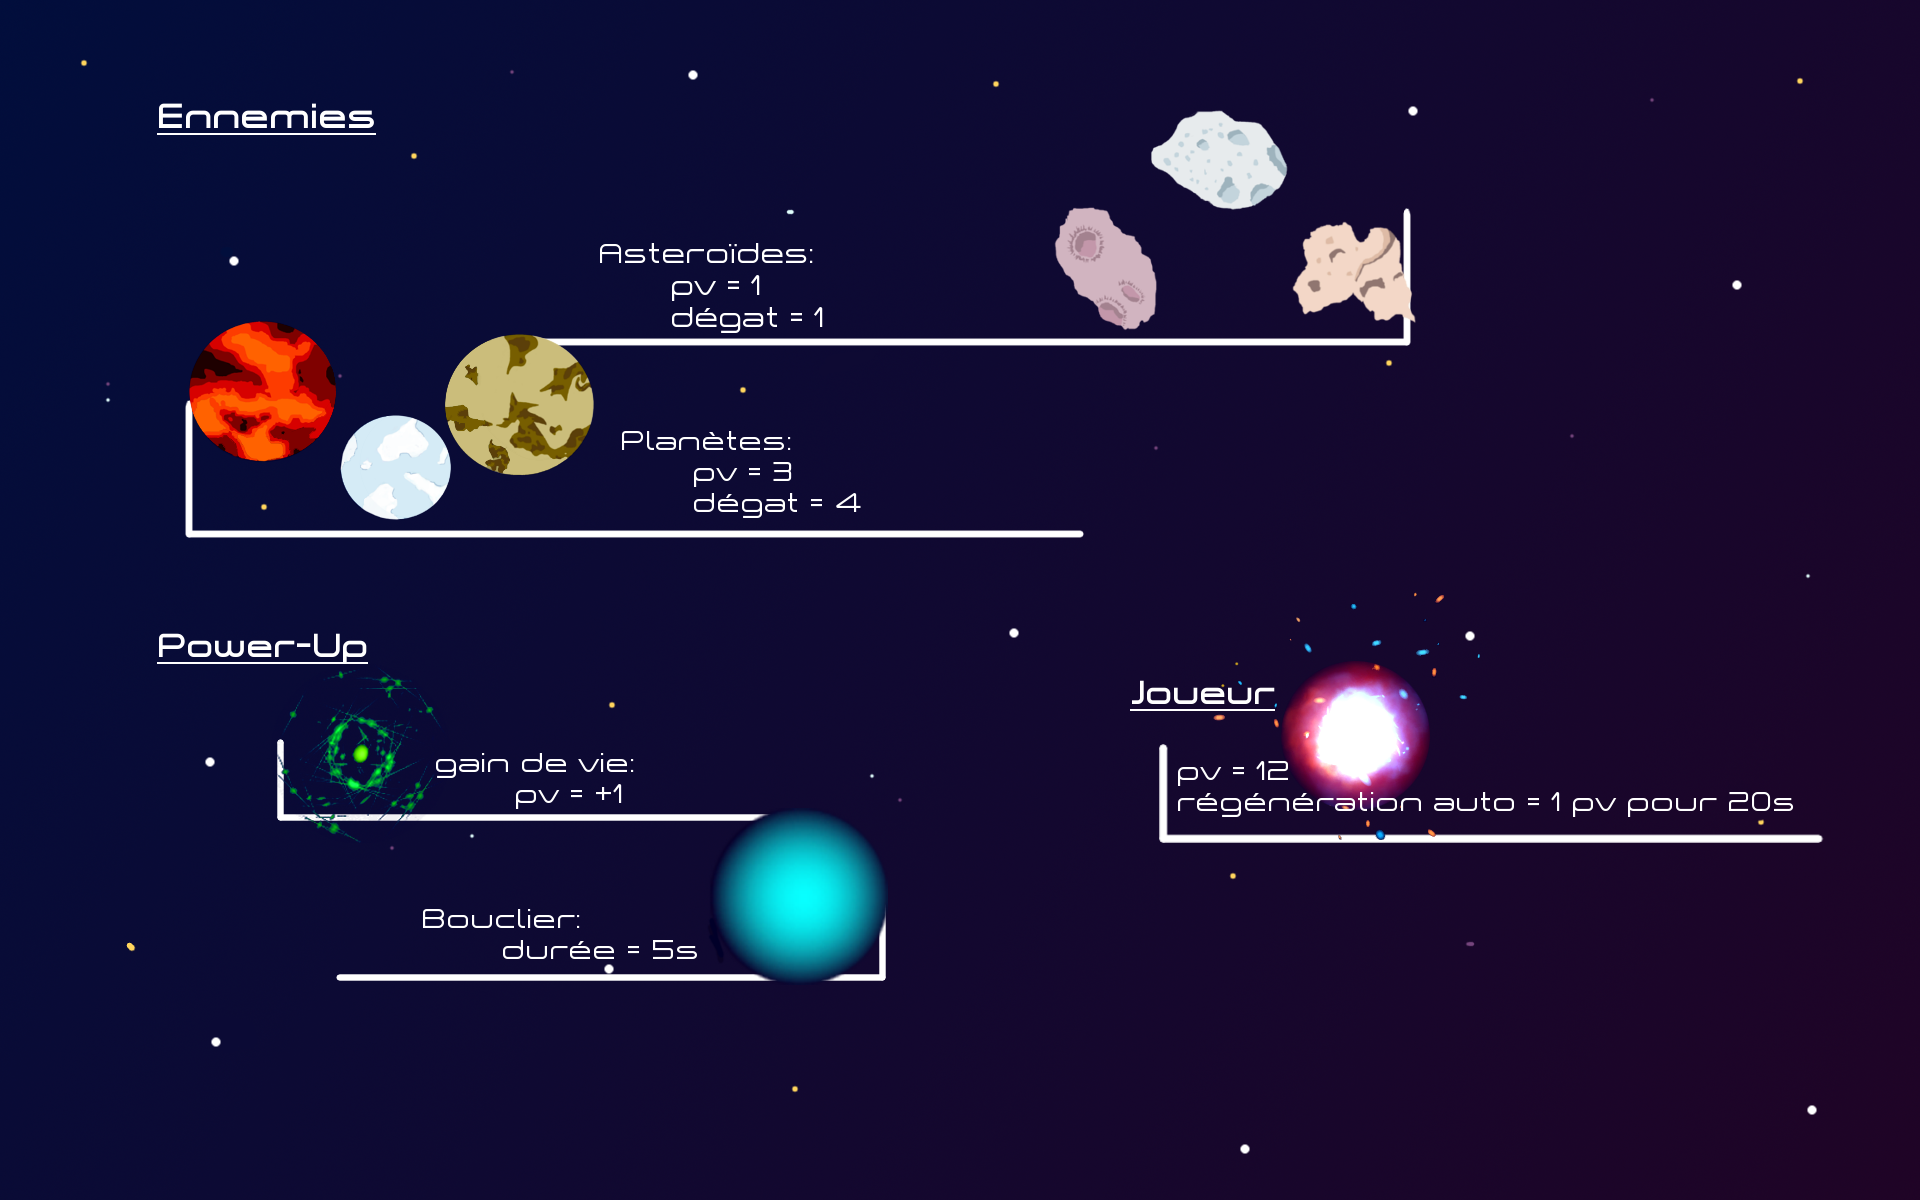 Ennemies
Asteroïdes:
pv = 1
dégat = 1
Planètes:
pv = 3
dégat = 4
Power-Up
gain de vie:
pv = +1
Bouclier:
durée = 5s
Joueur
pv = 12
régénération auto = 1 pv pour 20s